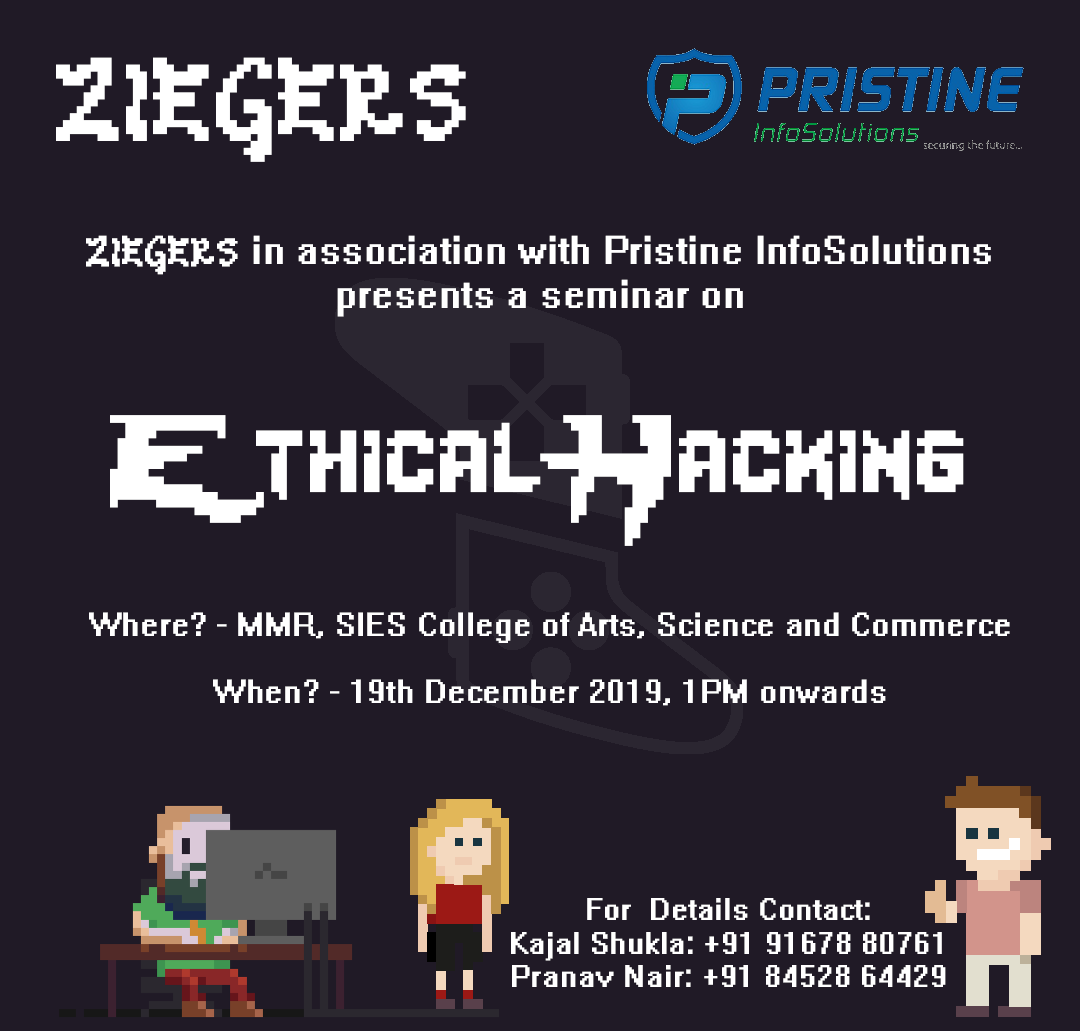 ZIEGERS
PRISTINE
InfoSolutions
securing the future...
ZIEGERS in association with Pristine InfoSolutions
presents a seminar on
Ethical Hacking
Where? - MMR, SIES College of Arts, Science and Commerce
When? - 19th December 2019, 1PM onwards
For Details Contact:
Kajal Shukla: +91 91678 80761
Pranav Nair: +91 84528 64429